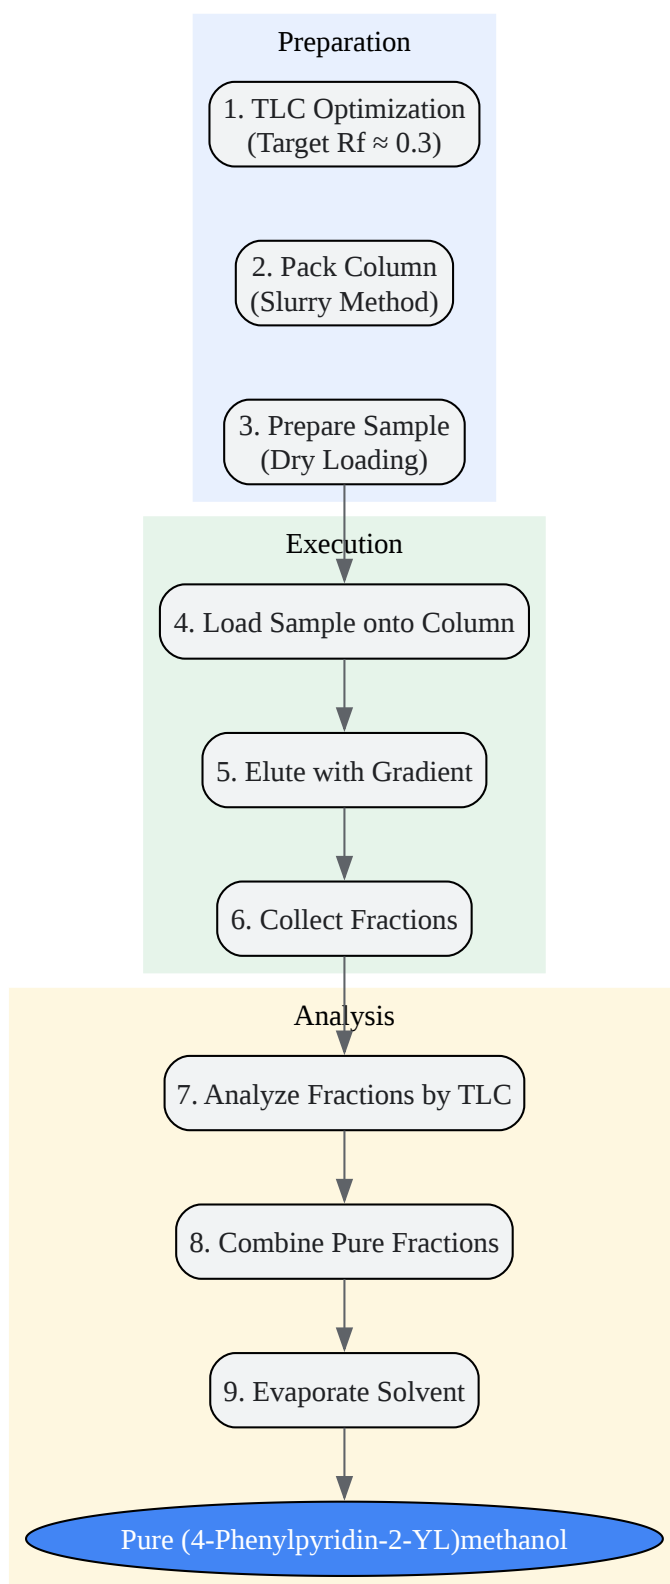 Preparation
1. TLC Optimization
(Target Rf ≈ 0.3)
2. Pack Column
(Slurry Method)
3. Prepare Sample
(Dry Loading)
Execution
4. Load Sample onto Column
5. Elute with Gradient
6. Collect Fractions
Analysis
7. Analyze Fractions by TLC
8. Combine Pure Fractions
9. Evaporate Solvent
Pure (4-Phenylpyridin-2-YL)methanol